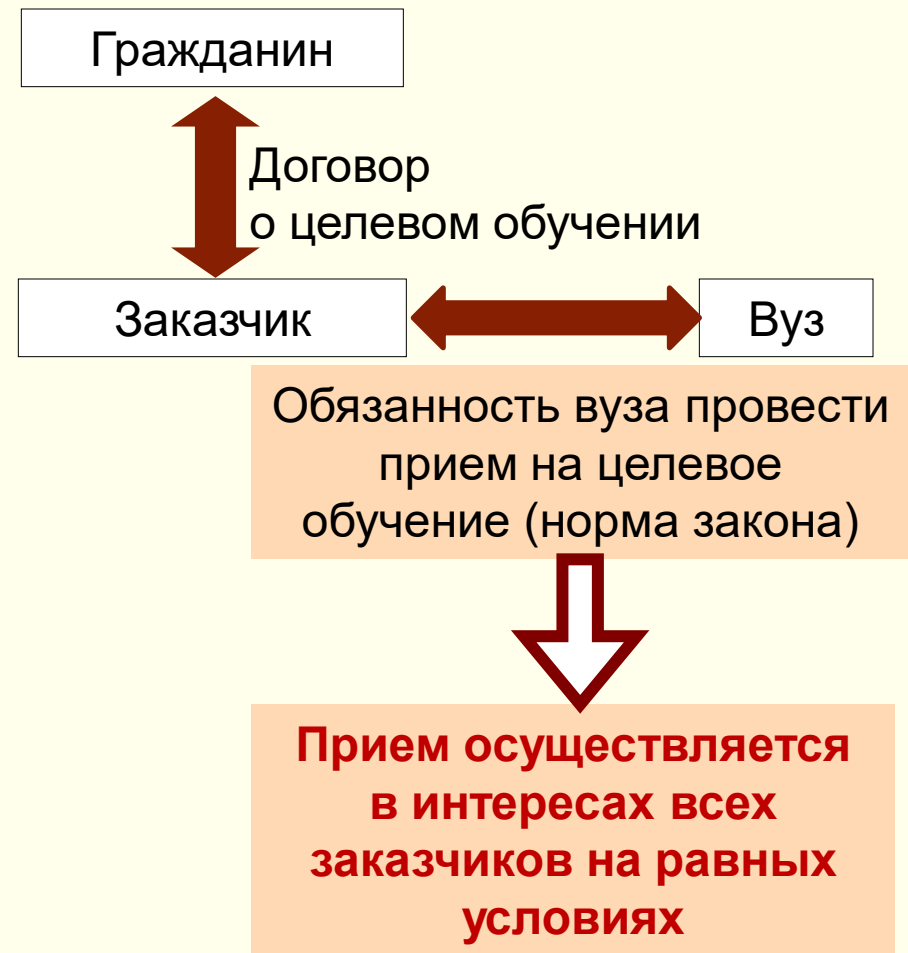 Гражданин
Договор
о целевом обучении
Заказчик
Вуз
Обязанность вуза провести
прием на целевое
обучение (норма закона)
Прием осуществляется
в интересах всех
заказчиков на равных
условиях